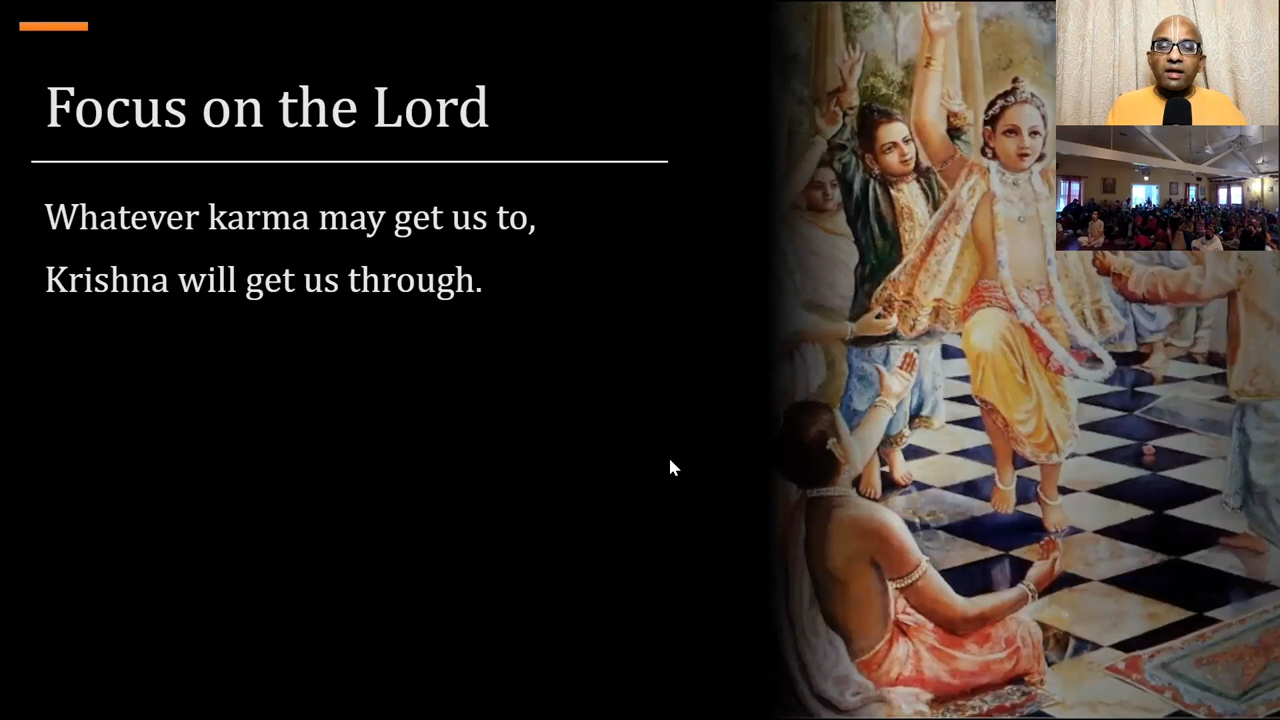 Focus on the Lord
Whatever karma may get us to,
Krishna will get us through.